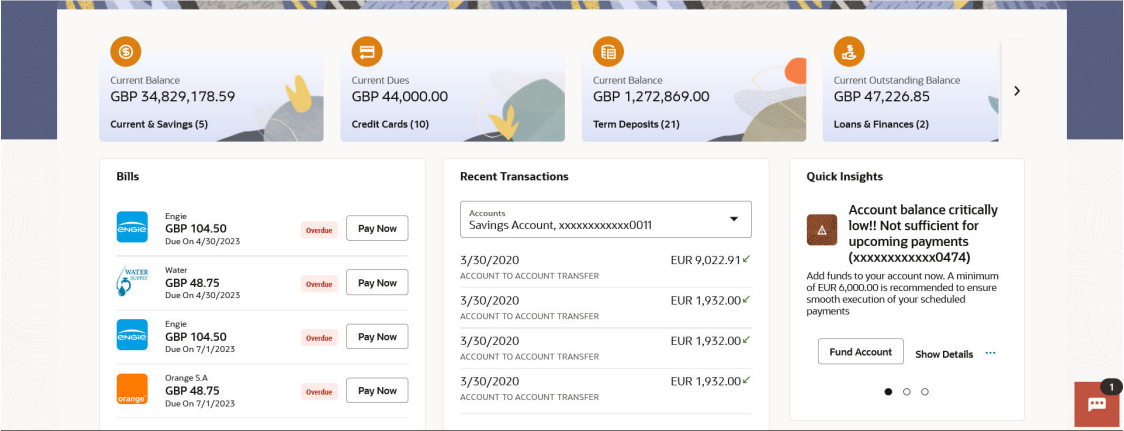 Current Balance
GBP 34,829,178.59
Current & Savings (5)
Current Dues
GBP 44,000.00
Credit Cards (10)
Current Balance
GBP 1,272,869.00
Term Deposits (21)
Current Outstanding Balance
GBP 47,226.85
Loans & Finances (2)
Bills
ENGIE
Engie
GBP 104.50
Due On 4/30/2023
Overdue
Pay Now
WATER
SUPPLY
Water
GBP 48.75
Due On 4/30/2023
Overdue
Pay Now
ENGIE
Engie
GBP 104.50
Due On 7/1/2023
Overdue
Pay Now
orange
Orange S.A
GBP 48.75
Due On 7/1/2023
Overdue
Pay Now
Recent Transactions
Accounts
Savings Account, xxxxxxxxxxxx0011
3/30/2020 EUR 9,022.91
ACCOUNT TO ACCOUNT TRANSFER
3/30/2020 EUR 1,932.00
ACCOUNT TO ACCOUNT TRANSFER
3/30/2020 EUR 1,932.00
ACCOUNT TO ACCOUNT TRANSFER
3/30/2020 EUR 1,932.00
ACCOUNT TO ACCOUNT TRANSFER
Quick Insights
Account balance critically
low!! Not sufficient for
upcoming payments
(xxxxxxxxxxxx0474)
Add funds to your account now. A minimum
of EUR 6,000.00 is recommended to ensure
smooth execution of your scheduled
payments
Fund Account
Show Details
1